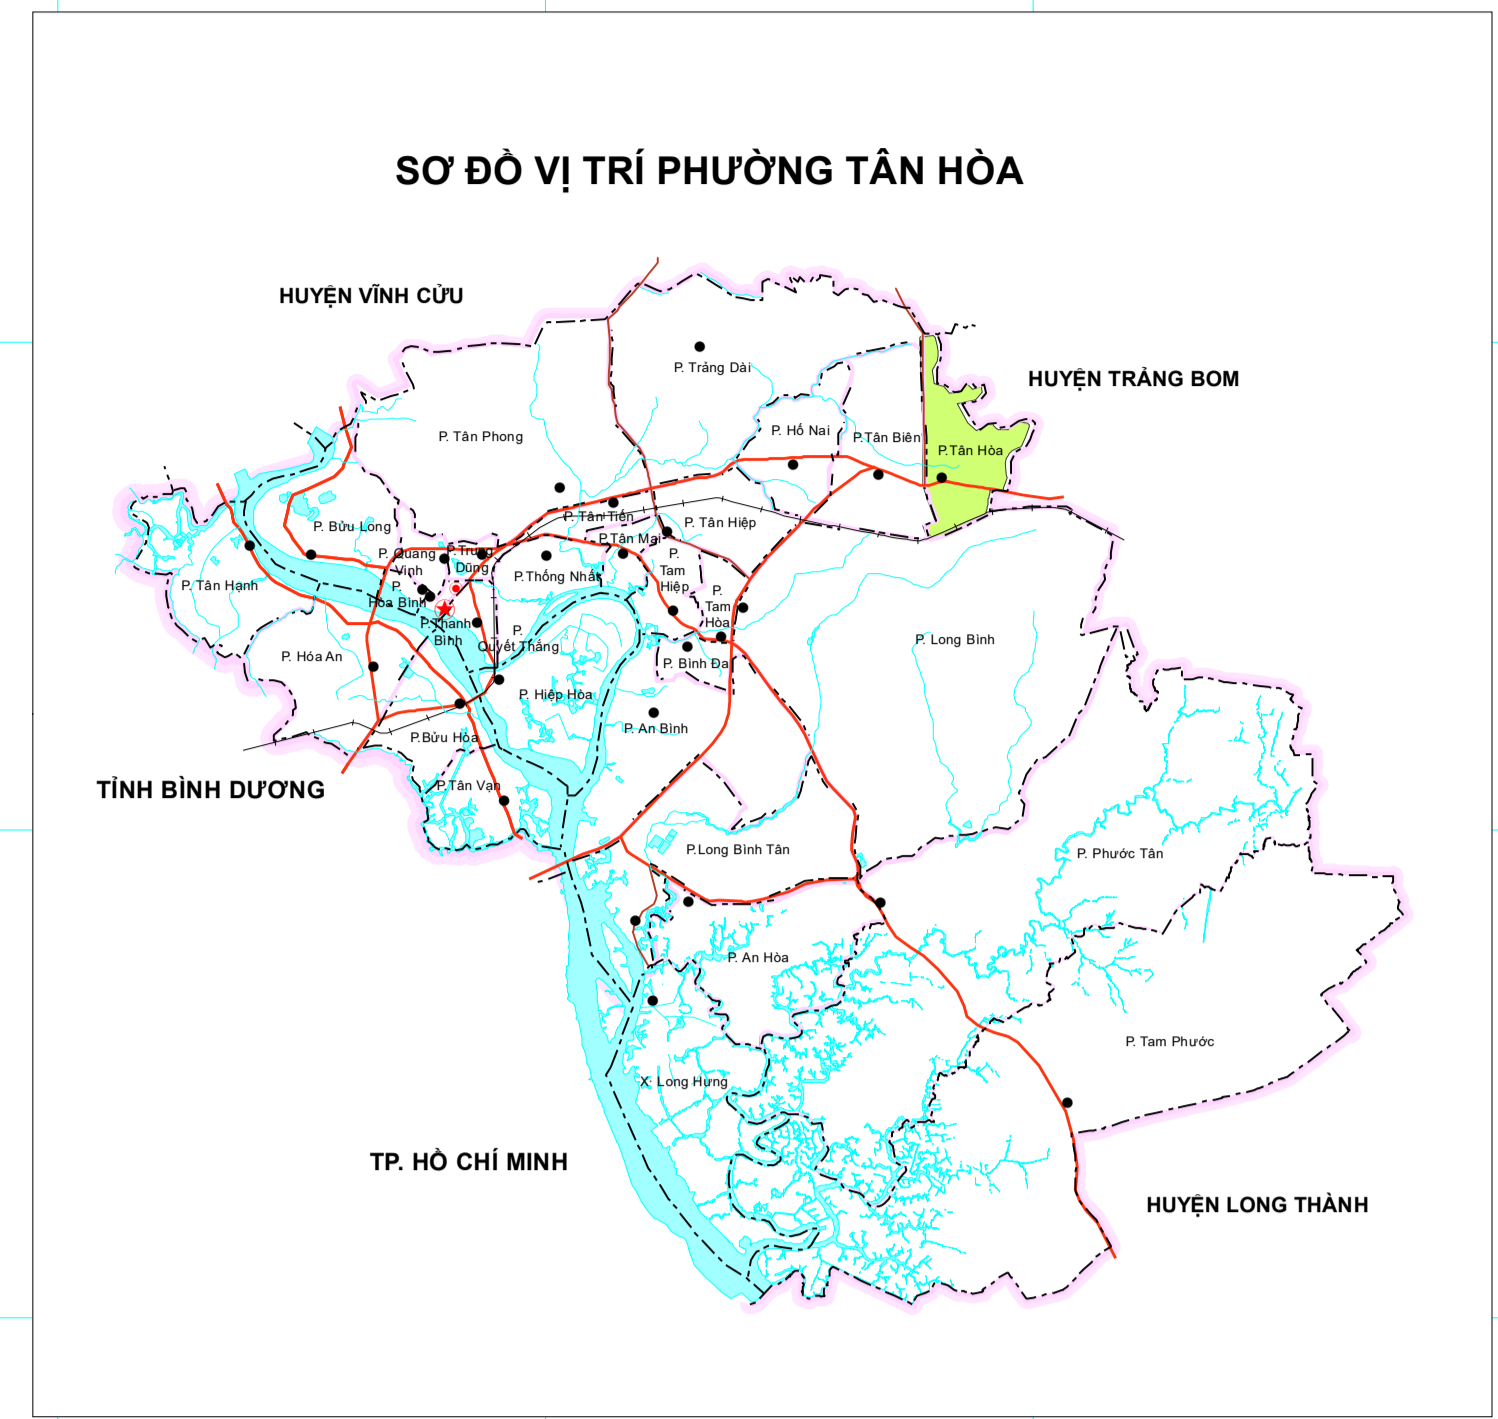 SƠ ĐỒ VỊ TRÍ PHƯỜNG TÂN HÒA
HUYỆN VĨNH CỬU
HUYỆN TRẢNG BOM
P. Trảng Dài
P. Tân Phong
P. Hố Nai
P.Tân Biên
P.Tân Hòa
P. Bửu Long
P. Tân Tiến
P. Tân Hiệp
P.Tân Mai
P. Quang
Vinh
P.Trung
Dũng
P. Tân Hạnh
P.Thống Nhất
P.
Tam
Hiệp
P.
Hòa Bình
P.
Tam
Hòa
P.Thanh
Bình
P.
Quyết Thắng
P. Long Bình
P. Hóa An
P. Bình Đa
P. Hiệp Hòa
P. An Bình
P.Bửu Hòa
TỈNH BÌNH DƯƠNG
P.Tân Vạn
P.Long Bình Tân
P. Phước Tân
P. An Hòa
P. Tam Phước
X. Long Hưng
TP. HỒ CHÍ MINH
HUYỆN LONG THÀNH